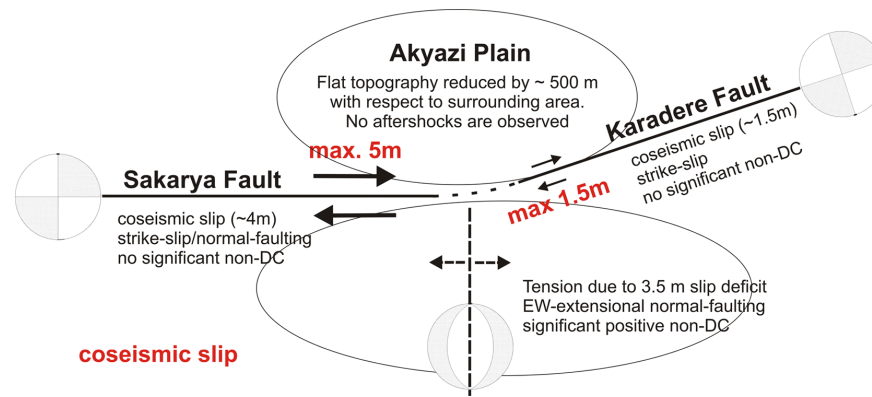 Akyazi Plain
Flat topography reduced by ~ 500 m
with respect to surrounding area.
No aftershocks are observed
max. 5m
Sakarya Fault
coseismic slip (~4m)
strike-slip/normal-faulting
no significant non-DC
Karadere Fault
coseismic slip (~1.5m)
strike-slip
no significant non-DC
max 1.5m
Tension due to 3.5 m slip deficit
EW-extensional normal-faulting
significant positive non-DC
coseismic slip